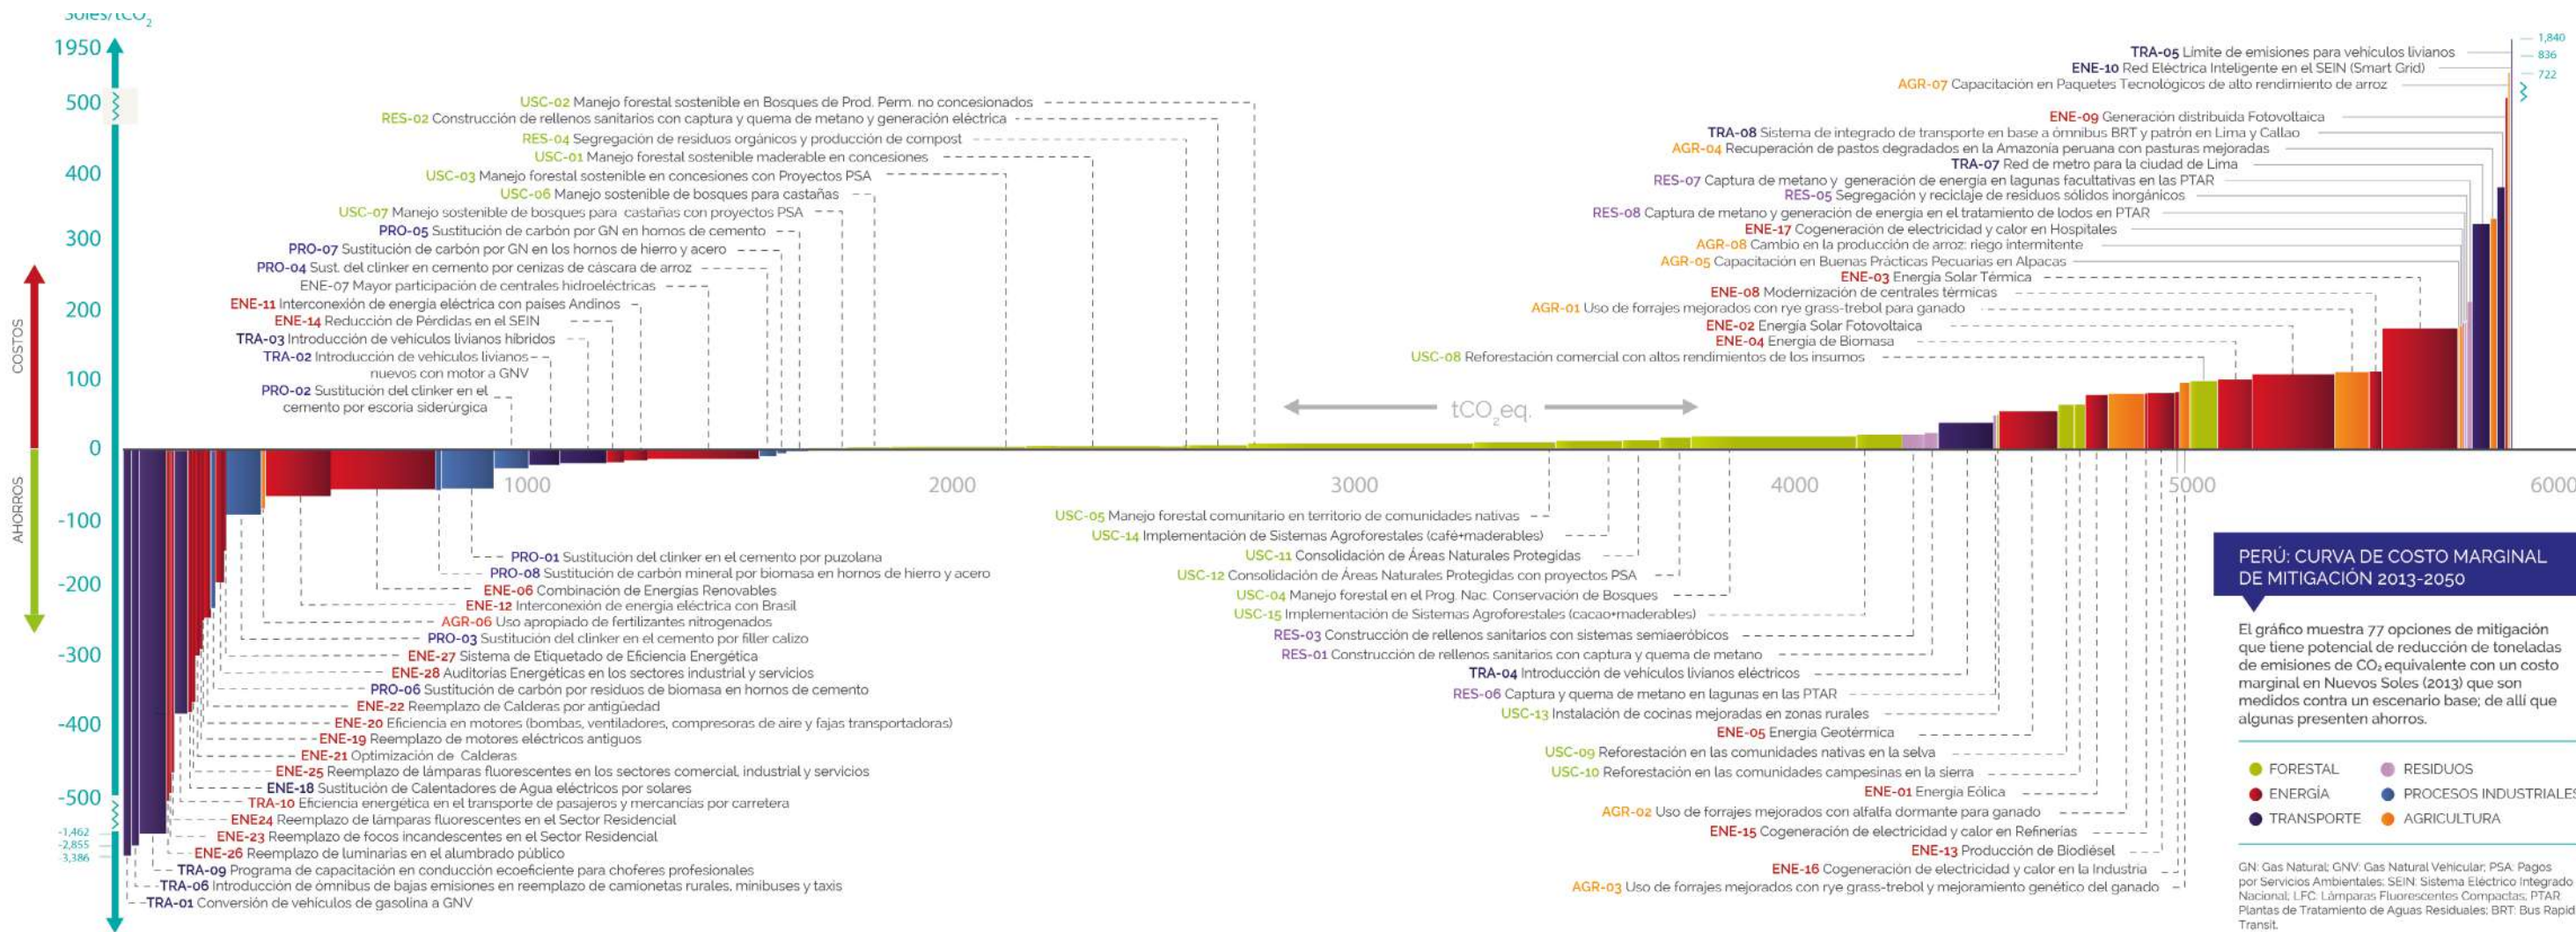 Soles/tCO₂
1950
500
400
300
200
100
0
-100
-200
-300
-400
-500
-1,462
-2,855
-3,386
COSTOS
AHORROS
USC-02 Manejo forestal sostenible en Bosques de Prod. Perm. no concesionados
RES-02 Construcción de rellenos sanitarios con captura y quema de metano y generación eléctrica
RES-04 Segregación de residuos orgánicos y producción de compost
USC-01 Manejo forestal sostenible maderable en concesiones
USC-03 Manejo forestal sostenible en concesiones con Proyectos PSA
USC-06 Manejo sostenible de bosques para castañas
USC-07 Manejo sostenible de bosques para castañas con proyectos PSA
PRO-05 Sustitución de carbón por GN en hornos de cemento
PRO-07 Sustitución de carbón por GN en los hornos de hierro y acero
PRO-04 Sust. del clinker en cemento por cenizas de cáscara de arroz
ENE-07 Mayor participación de centrales hidroeléctricas
ENE-11 Interconexión de energía eléctrica con países Andinos
ENE-14 Reducción de Pérdidas en el SEIN
TRA-03 Introducción de vehículos livianos híbridos
TRA-02 Introducción de vehículos livianos
nuevos con motor a GNV
PRO-02 Sustitución del clinker en el
cemento por escoria siderúrgica
TRA-05 Límite de emisiones para vehículos livianos
ENE-10 Red Eléctrica Inteligente en el SEIN (Smart Grid)
AGR-07 Capacitación en Paquetes Tecnológicos de alto rendimiento de arroz
ENE-09 Generación distribuida Fotovoltaica
TRA-08 Sistema de integrado de transporte en base a ómnibus BRT y patrón en Lima y Callao
AGR-04 Recuperación de pastos degradados en la Amazonía peruana con pasturas mejoradas
TRA-07 Red de metro para la ciudad de Lima
RES-07 Captura de metano y generación de energía en lagunas facultativas en las PTAR
RES-05 Segregación y reciclaje de residuos sólidos inorgánicos
RES-08 Captura de metano y generación de energía en el tratamiento de lodos en PTAR
ENE-17 Cogeneración de electricidad y calor en Hospitales
AGR-08 Cambio en la producción de arroz: riego intermitente
AGR-05 Capacitación en Buenas Prácticas Pecuarias en Alpacas
ENE-03 Energía Solar Térmica
ENE-08 Modernización de centrales térmicas
AGR-01 Uso de forrajes mejorados con rye grass-trebol para ganado
ENE-02 Energía Solar Fotovoltaica
ENE-04 Energía de Biomasa
USC-08 Reforestación comercial con altos rendimientos de los insumos
1,840
836
722
tCO₂eq.
1000
2000
3000
4000
5000
6000
PRO-01 Sustitución del clinker en el cemento por puzolana
PRO-08 Sustitución de carbón mineral por biomasa en hornos de hierro y acero
ENE-06 Combinación de Energías Renovables
ENE-12 Interconexión de energía eléctrica con Brasil
AGR-06 Uso apropiado de fertilizantes nitrogenados
PRO-03 Sustitución del clinker en el cemento por filler calizo
ENE-27 Sistema de Etiquetado de Eficiencia Energética
ENE-28 Auditorías Energéticas en los sectores industrial y servicios
PRO-06 Sustitución de carbón por residuos de biomasa en hornos de cemento
ENE-22 Reemplazo de Calderas por antigüedad
ENE-20 Eficiencia en motores (bombas, ventiladores, compresoras de aire y fajas transportadoras)
ENE-19 Reemplazo de motores eléctricos antiguos
ENE-21 Optimización de Calderas
ENE-25 Reemplazo de lámparas fluorescentes en los sectores comercial, industrial y servicios
ENE-18 Sustitución de Calentadores de Agua eléctricos por solares
TRA-10 Eficiencia energética en el transporte de pasajeros y mercancías por carretera
ENE24 Reemplazo de lámparas fluorescentes en el Sector Residencial
ENE-23 Reemplazo de focos incandescentes en el Sector Residencial
ENE-26 Reemplazo de luminarias en el alumbrado público
TRA-09 Programa de capacitación en conducción ecoeficiente para choferes profesionales
TRA-06 Introducción de ómnibus de bajas emisiones en reemplazo de camionetas rurales, minibuses y taxis
TRA-01 Conversión de vehículos de gasolina a GNV
USC-05 Manejo forestal comunitario en territorio de comunidades nativas
USC-14 Implementación de Sistemas Agroforestales (café+maderables)
USC-11 Consolidación de Áreas Naturales Protegidas
USC-12 Consolidación de Áreas Naturales Protegidas con proyectos PSA
USC-04 Manejo forestal en el Prog. Nac. Conservación de Bosques
USC-15 Implementación de Sistemas Agroforestales (cacao+maderables)
RES-03 Construcción de rellenos sanitarios con sistemas semiaeróbicos
RES-01 Construcción de rellenos sanitarios con captura y quema de metano
TRA-04 Introducción de vehículos livianos eléctricos
RES-06 Captura y quema de metano en lagunas en las PTAR
USC-13 Instalación de cocinas mejoradas en zonas rurales
ENE-05 Energía Geotérmica
USC-09 Reforestación en las comunidades nativas en la selva
USC-10 Reforestación en las comunidades campesinas en la sierra
ENE-01 Energía Eólica
AGR-02 Uso de forrajes mejorados con alfalfa dormante para ganado
ENE-15 Cogeneración de electricidad y calor en Refinerías
ENE-13 Producción de Biodiésel
ENE-16 Cogeneración de electricidad y calor en la Industria
AGR-03 Uso de forrajes mejorados con rye grass-trebol y mejoramiento genético del ganado
PERÚ: CURVA DE COSTO MARGINAL
DE MITIGACIÓN 2013-2050
El gráfico muestra 77 opciones de mitigación
que tiene potencial de reducción de toneladas
de emisiones de CO₂ equivalente con un costo
marginal en Nuevos Soles (2013) que son
medidos contra un escenario base; de allí que
algunas presenten ahorros.
FORESTAL
RESIDUOS
ENERGÍA
PROCESOS INDUSTRIALES
TRANSPORTE
AGRICULTURA
GN: Gas Natural; GNV: Gas Natural Vehicular; PSA: Pagos
por Servicios Ambientales; SEIN: Sistema Eléctrico Integrado
Nacional; LFC: Lámparas Fluorescentes Compactas; PTAR:
Plantas de Tratamiento de Aguas Residuales; BRT: Bus Rapid
Transit.